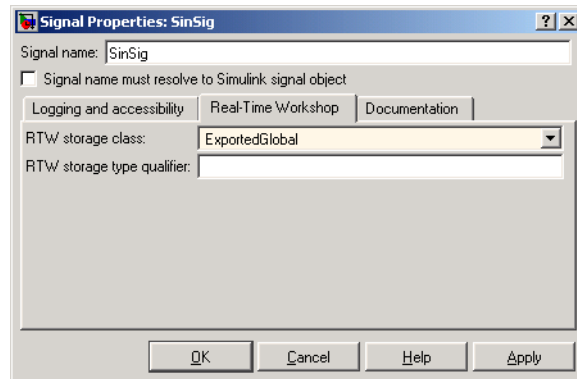 Signal Properties: SinSig
Signal name: SinSig
Signal name must resolve to Simulink signal object
Logging and accessibility Real-Time Workshop Documentation
RTW storage class: ExportedGlobal
RTW storage type qualifier:
OK Cancel Help Apply